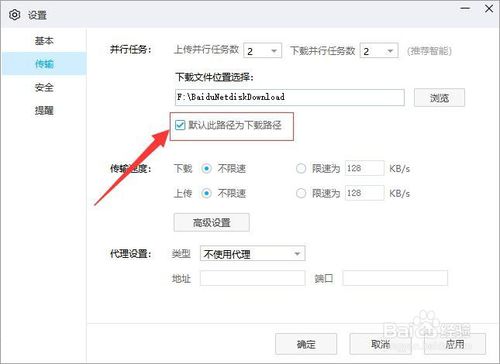 设置
基本
传输
安全
提醒
并行任务: 上传并行任务数 2 下载并行任务数 2 (推荐智能)
下载文件位置选择:
F:\BaiduNetdiskDownload 浏览
默认此路径为下载路径
传输速度: 下载 不限速 限速为 128 KB/s
上传 不限速 限速为 128 KB/s
高级设置
代理设置: 类型 不使用代理
地址 端口
确定 取消 应用
Baidu经验